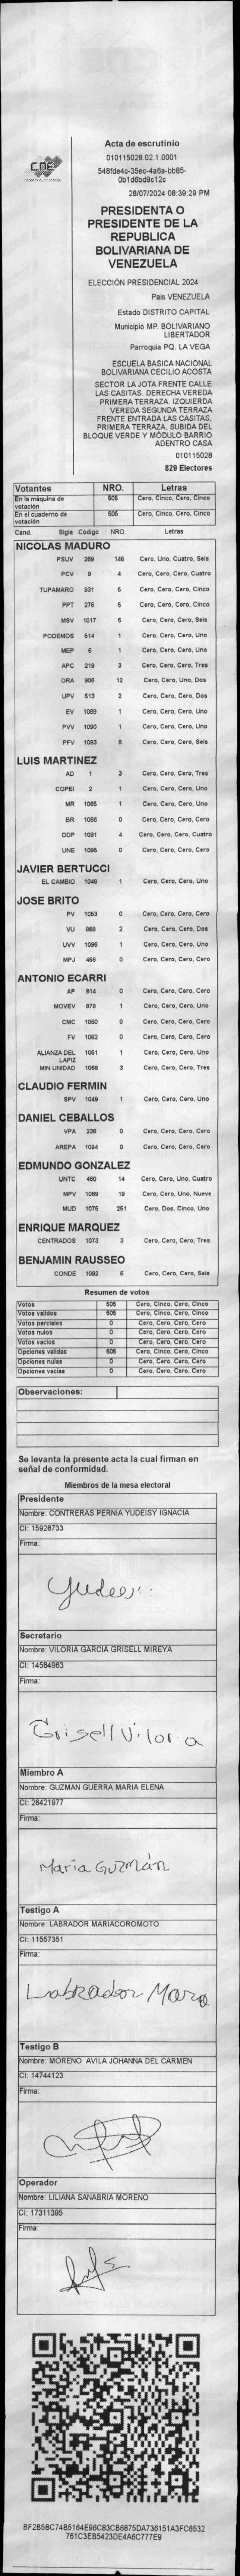 CNE
Acta de escrutinio
010115028.02.1.0001
548fde4c-35ec-4a6a-bb85-
0b1d6bd9c12c
28/07/2024 08:39:29 PM
PRESIDENTA O
PRESIDENTE DE LA
REPUBLICA
BOLIVARIANA DE
VENEZUELA
ELECCIÓN PRESIDENCIAL 2024
Pais VENEZUELA
Estado DISTRITO CAPITAL
Municipio MP. BOLIVARIANO
LIBERTADOR
Parroquia PQ. LA VEGA
ESCUELA BASICA NACIONAL
BOLIVARIANA CECILIO ACOSTA
SECTOR LA JOTA FRENTE CALLE
LAS CASITAS. DERECHA VEREDA
PRIMERA TERRAZA. IZQUIERDA
VEREDA SEGUNDA TERRAZA
FRENTE ENTRADA LAS CASITAS,
PRIMERA TERRAZA, SUBIDA DEL
BLOQUE VERDE Y MÓDULO BARRIO
ADENTRO CASA
010115028
829 Electores
Votantes NRO. Letras
En la máquina de votación 505 Cero, Cinco, Cero, Cinco
En el cuaderno de votación 505 Cero, Cinco, Cero, Cinco
Cand. Sigla Código NRO. Letras
NICOLAS MADURO
PSUV 269 146 Cero, Uno, Cuatro, Seis
PCV 9 4 Cero, Cero, Cero, Cuatro
TUPAMARO 931 5 Cero, Cero, Cero, Cinco
PPT 276 5 Cero, Cero, Cero, Cinco
MSV 1017 6 Cero, Cero, Cero, Seis
PODEMOS 514 1 Cero, Cero, Cero, Uno
MEP 6 1 Cero, Cero, Cero, Uno
APC 219 3 Cero, Cero, Cero, Tres
ORA 906 12 Cero, Cero, Uno, Dos
UPV 513 2 Cero, Cero, Cero, Dos
EV 1089 1 Cero, Cero, Cero, Uno
PVV 1090 1 Cero, Cero, Cero, Uno
PFV 1093 6 Cero, Cero, Cero, Seis
LUIS MARTINEZ
AD 1 3 Cero, Cero, Cero, Tres
COPEI 2 1 Cero, Cero, Cero, Uno
MR 1065 1 Cero, Cero, Cero, Uno
BR 1066 0 Cero, Cero, Cero, Cero
DDP 1091 4 Cero, Cero, Cero, Cuatro
UNE 1095 0 Cero, Cero, Cero, Cero
JAVIER BERTUCCI
EL CAMBIO 1046 1 Cero, Cero, Cero, Uno
JOSE BRITO
PV 1053 0 Cero, Cero, Cero, Cero
VU 968 2 Cero, Cero, Cero, Dos
UVV 1096 1 Cero, Cero, Cero, Uno
MPJ 458 0 Cero, Cero, Cero, Cero
ANTONIO ECARRI
AP 814 0 Cero, Cero, Cero, Cero
MOVEV 978 1 Cero, Cero, Cero, Uno
CMC 1050 0 Cero, Cero, Cero, Cero
FV 1062 0 Cero, Cero, Cero, Cero
ALIANZA DEL LAPIZ 1051 1 Cero, Cero, Cero, Uno
MIN UNIDAD 1068 3 Cero, Cero, Cero, Tres
CLAUDIO FERMIN
SPV 1049 1 Cero, Cero, Cero, Uno
DANIEL CEBALLOS
VPA 236 0 Cero, Cero, Cero, Cero
AREPA 1094 0 Cero, Cero, Cero, Cero
EDMUNDO GONZALEZ
UNTC 460 14 Cero, Cero, Uno, Cuatro
MPV 1069 19 Cero, Cero, Uno, Nueve
MUD 1075 251 Cero, Dos, Cinco, Uno
ENRIQUE MARQUEZ
CENTRADOS 1073 3 Cero, Cero, Cero, Tres
BENJAMIN RAUSSEO
CONDE 1092 6 Cero, Cero, Cero, Seis
Resumen de votos
Votos 505 Cero, Cinco, Cero, Cinco
Votos validos 505 Cero, Cinco, Cero, Cinco
Votos parciales 0 Cero, Cero, Cero, Cero
Votos nulos 0 Cero, Cero, Cero, Cero
Votos vacios 0 Cero, Cero, Cero, Cero
Opciones validas 505 Cero, Cinco, Cero, Cinco
Opciones nulas 0 Cero, Cero, Cero, Cero
Opciones vacias 0 Cero, Cero, Cero, Cero
Observaciones:
Se levanta la presente acta la cual firman en
señal de conformidad.
Miembros de la mesa electoral
Presidente
Nombre: CONTRERAS PERNIA YUDEISY IGNACIA
CI: 15928733
Firma:
Secretario
Nombre: VILORIA GARCIA GRISELL MIREYA
CI: 14584963
Firma:
Grisell Viloria
Miembro A
Nombre: GUZMAN GUERRA MARIA ELENA
CI: 26421977
Firma:
Maria Guzmán
Testigo A
Nombre: LABRADOR MARIACOROMOTO
CI: 11557351
Firma:
Labrador Maria
Testigo B
Nombre: MORENO AVILA JOHANNA DEL CARMEN
CI: 14744123
Firma:
Operador
Nombre: LILIANA SANABRIA MORENO
CI: 17311395
Firma:
BF2B5BC74B5164E96C83CB6875DA736151A3FC6532
761C3EB5423DE4A6C777E9